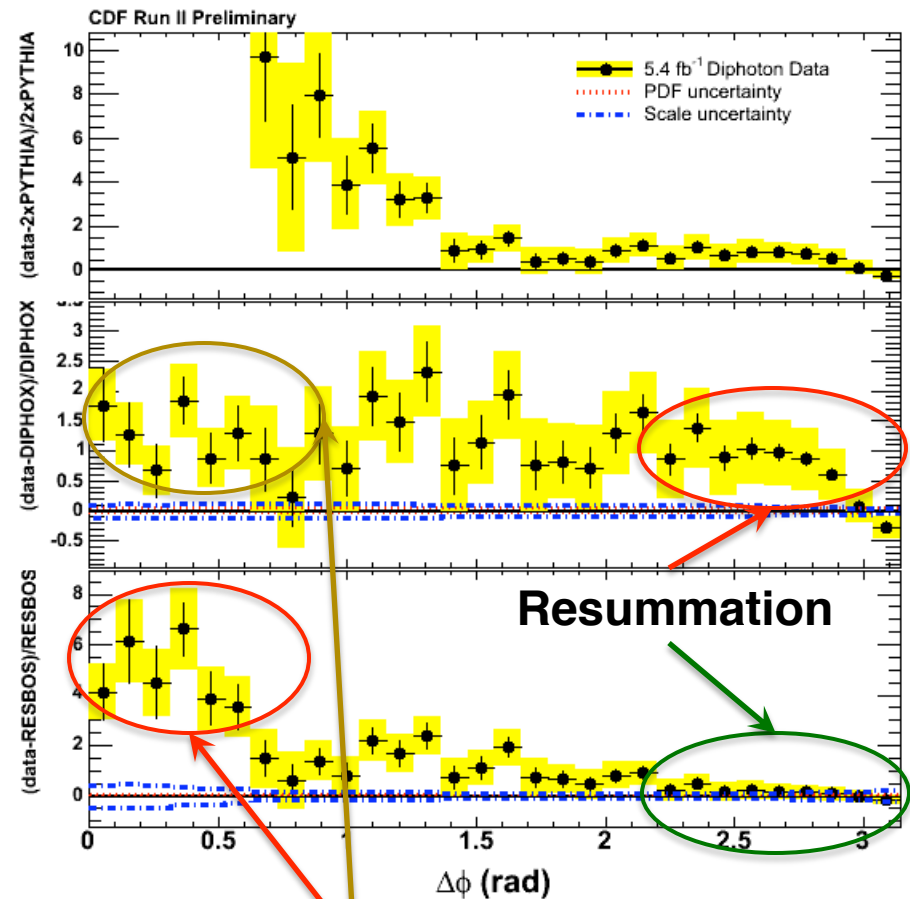 CDF Run II Preliminary
(data-2xPYTHIA)/2xPYTHIA
10
8
6
4
2
0
5.4 fb⁻¹ Diphoton Data
PDF uncertainty
Scale uncertainty
(data-DIPHOX)/DIPHOX
3
2.5
2
1.5
1
0.5
0
-0.5
(data-RESBOS)/RESBOS
8
6
4
2
0
Resummation
0
0.5
1
1.5
2
2.5
3
Δϕ (rad)